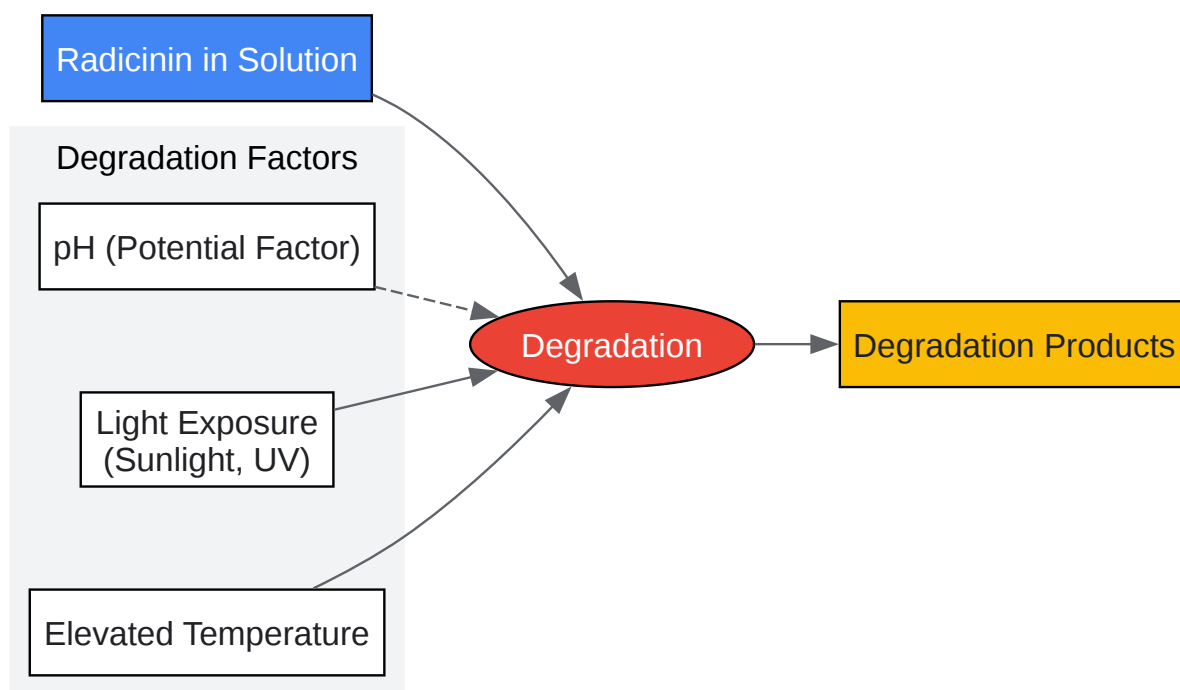 Radicinin in Solution
Degradation Factors
pH (Potential Factor)
Light Exposure
(Sunlight, UV)
Elevated Temperature
Degradation
Degradation Products